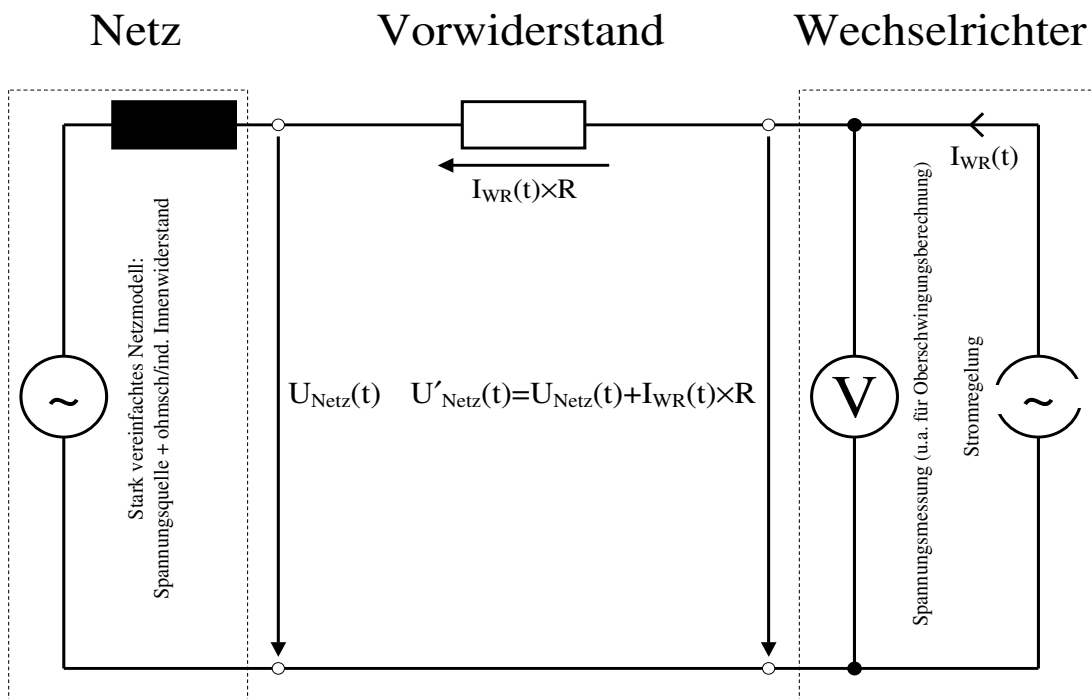 Netz
Vorwiderstand
Wechselrichter
I_WR(t)
I_WR(t)×R
Stark vereinfachtes Netzmodell:
Spannungsquelle + ohmsch/ind. Innenwiderstand
~
U_Netz(t)
U′_Netz(t)=U_Netz(t)+I_WR(t)×R
V
Spannungsmessung (u.a. für Oberschwingungsberechnung)
Stromregelung
~